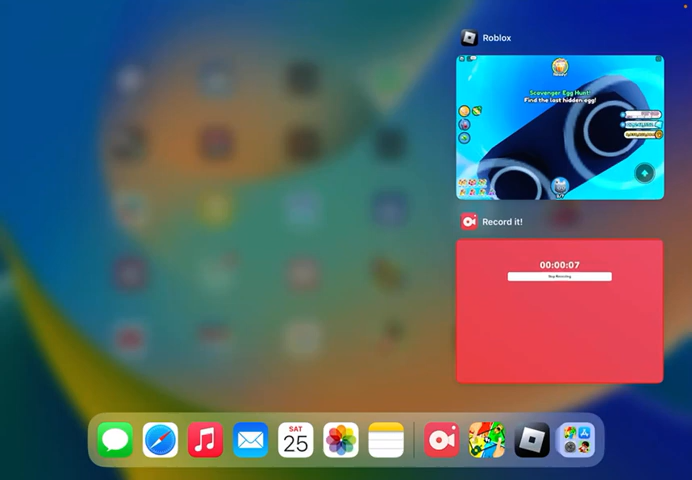 Roblox
Scavenger Egg Hunt!
Find the last hidden egg!
Record it!
00:00:07
Stop Recording
SAT
25